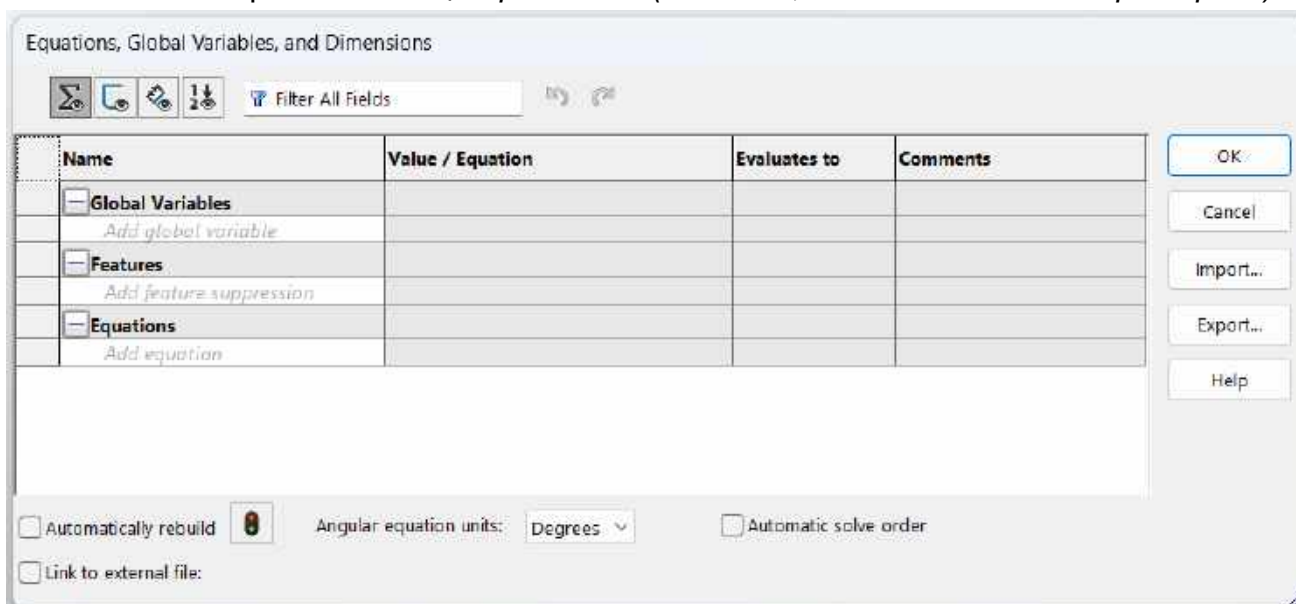 Equations, Global Variables, and Dimensions
Filter All Fields
Name Value / Equation Evaluates to Comments
Global Variables
Add global variable
Features
Add feature suppression
Equations
Add equation
OK
Cancel
Import...
Export...
Help
Automatically rebuild Angular equation units: Degrees Automatic solve order
Link to external file: